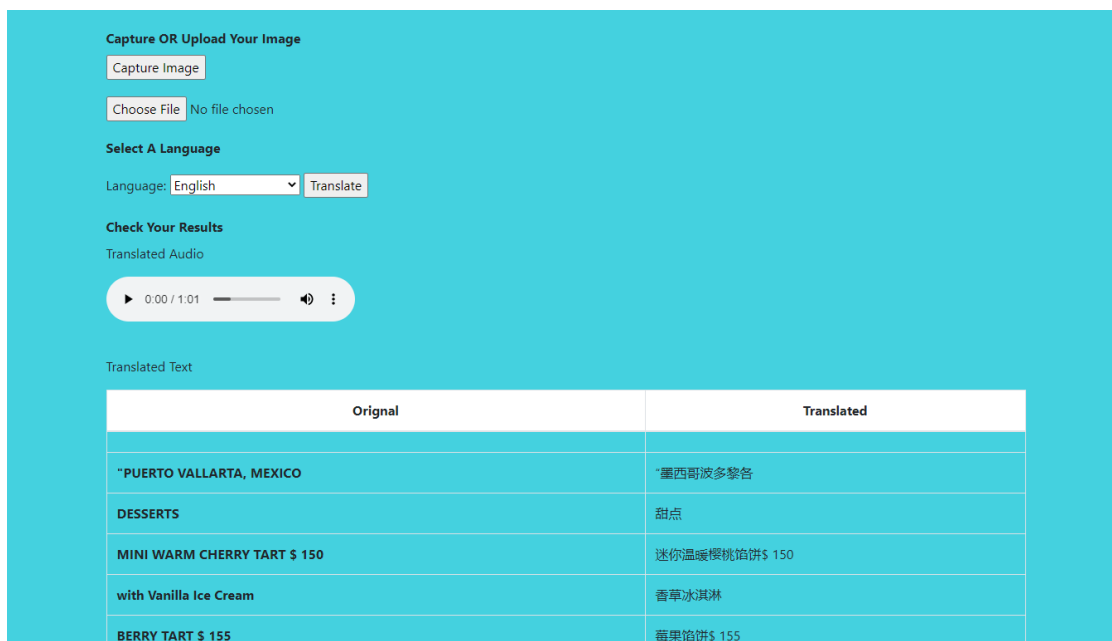 Capture OR Upload Your Image
Capture Image
Choose File No file chosen
Select A Language
Language: English Translate
Check Your Results
Translated Audio
0:00 / 1:01
Translated Text
Orignal Translated
"PUERTO VALLARTA, MEXICO "墨西哥波多黎各
DESSERTS 甜点
MINI WARM CHERRY TART $ 150 迷你温暖樱桃馅饼$ 150
with Vanilla Ice Cream 香草冰淇淋
BERRY TART $ 155 莓果馅饼$ 155